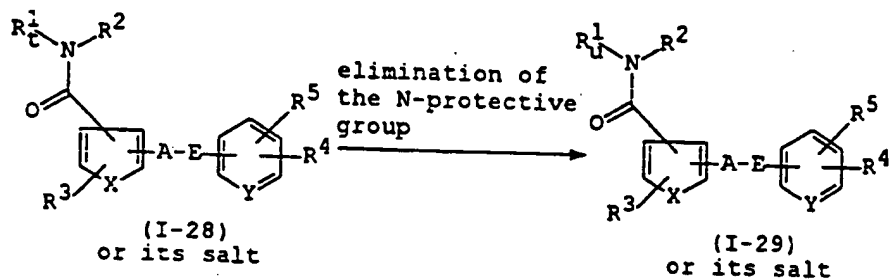 R¹t R²
N
O
R⁵
A-E
R⁴
R³
X
Y
(I-28)
or its salt
elimination of
the N-protective
group
R¹u R²
N
O
R⁵
A-E
R⁴
R³
X
Y
(I-29)
or its salt